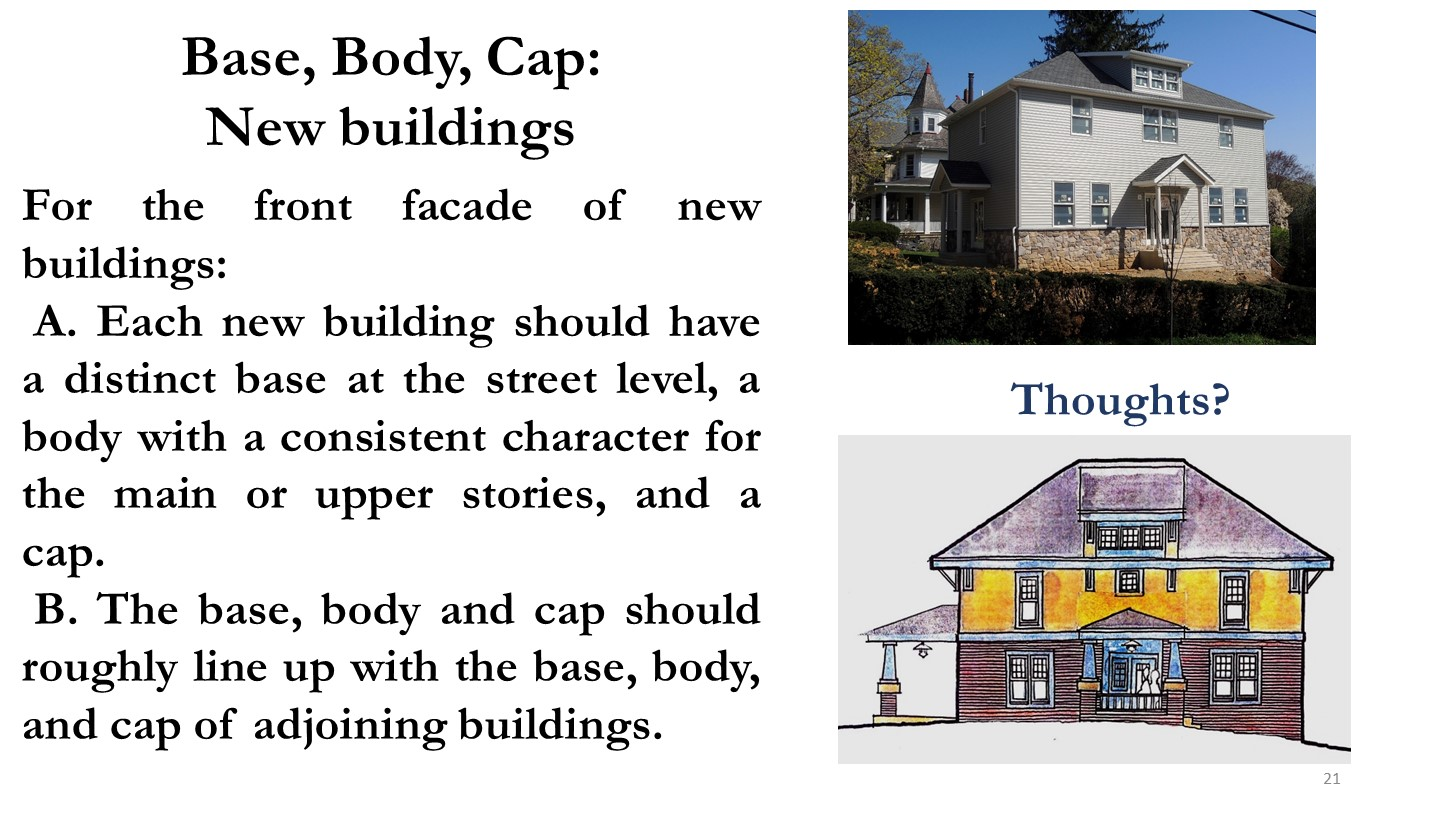 Base, Body, Cap:
New buildings
For the front facade of new
buildings:
A. Each new building should have
a distinct base at the street level, a
body with a consistent character for
the main or upper stories, and a
cap.
B. The base, body and cap should
roughly line up with the base, body,
and cap of adjoining buildings.
Thoughts?
21